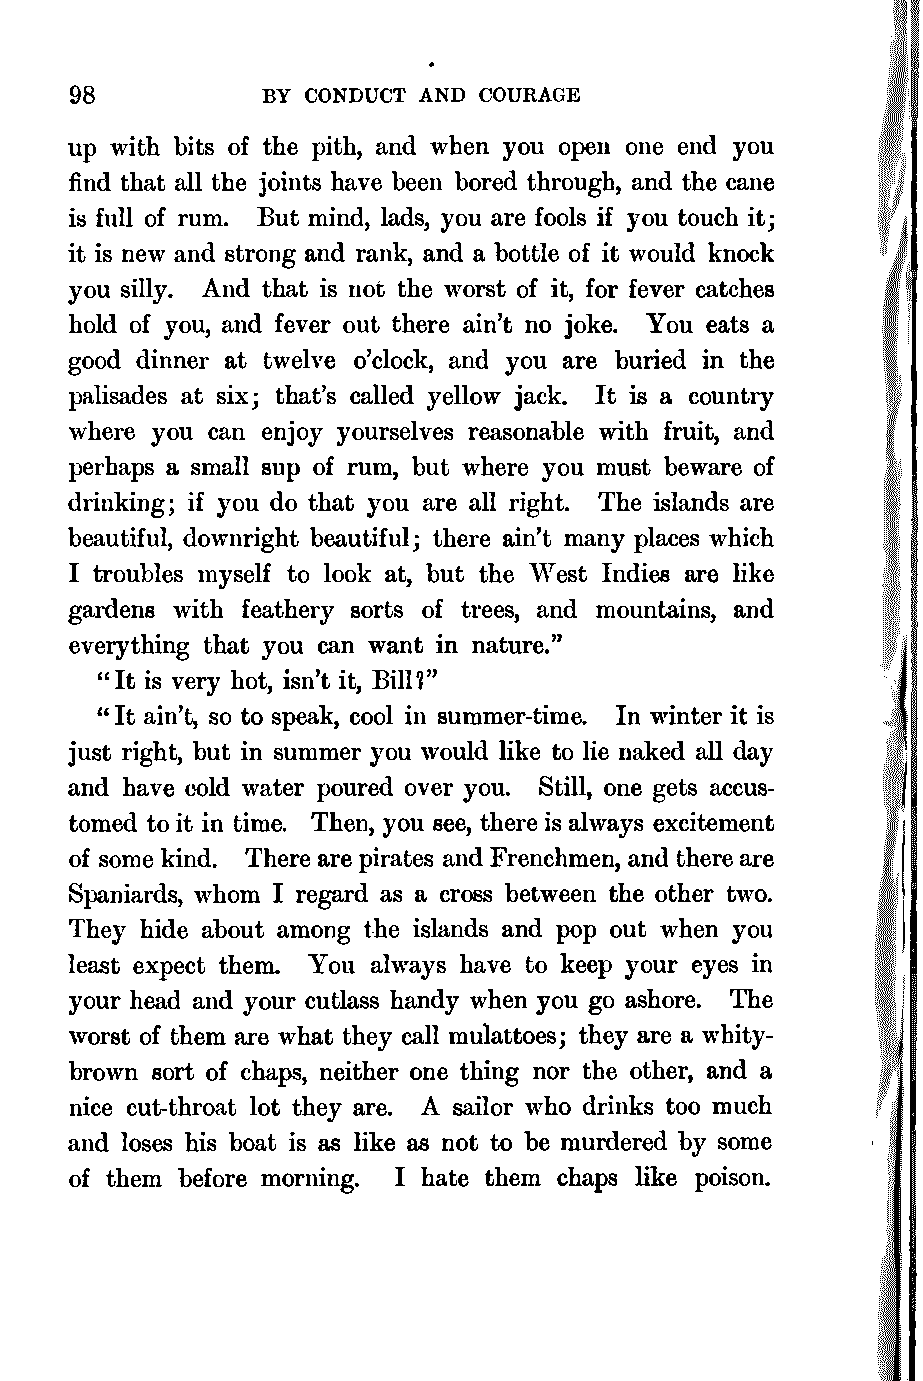 98 BY CONDUCT AND COURAGE
up with bits of the pith, and when you open one end you
find that all the joints have been bored through, and the cane
is full of rum. But mind, lads, you are fools if you touch it;
it is new and strong and rank, and a bottle of it would knock
you silly. And that is not the worst of it, for fever catches
hold of you, and fever out there ain't no joke. You eats a
good dinner at twelve o'clock, and you are buried in the
palisades at six; that's called yellow jack. It is a country
where you can enjoy yourselves reasonable with fruit, and
perhaps a small sup of rum, but where you must beware of
drinking; if you do that you are all right. The islands are
beautiful, downright beautiful; there ain't many places which
I troubles myself to look at, but the West Indies are like
gardens with feathery sorts of trees, and mountains, and
everything that you can want in nature."
"It is very hot, isn't it, Bill?"
"It ain't, so to speak, cool in summer-time. In winter it is
just right, but in summer you would like to lie naked all day
and have cold water poured over you. Still, one gets accus-
tomed to it in time. Then, you see, there is always excitement
of some kind. There are pirates and Frenchmen, and there are
Spaniards, whom I regard as a cross between the other two.
They hide about among the islands and pop out when you
least expect them. You always have to keep your eyes in
your head and your cutlass handy when you go ashore. The
worst of them are what they call mulattoes; they are a whity-
brown sort of chaps, neither one thing nor the other, and a
nice cut-throat lot they are. A sailor who drinks too much
and loses his boat is as like as not to be murdered by some
of them before morning. I hate them chaps like poison.